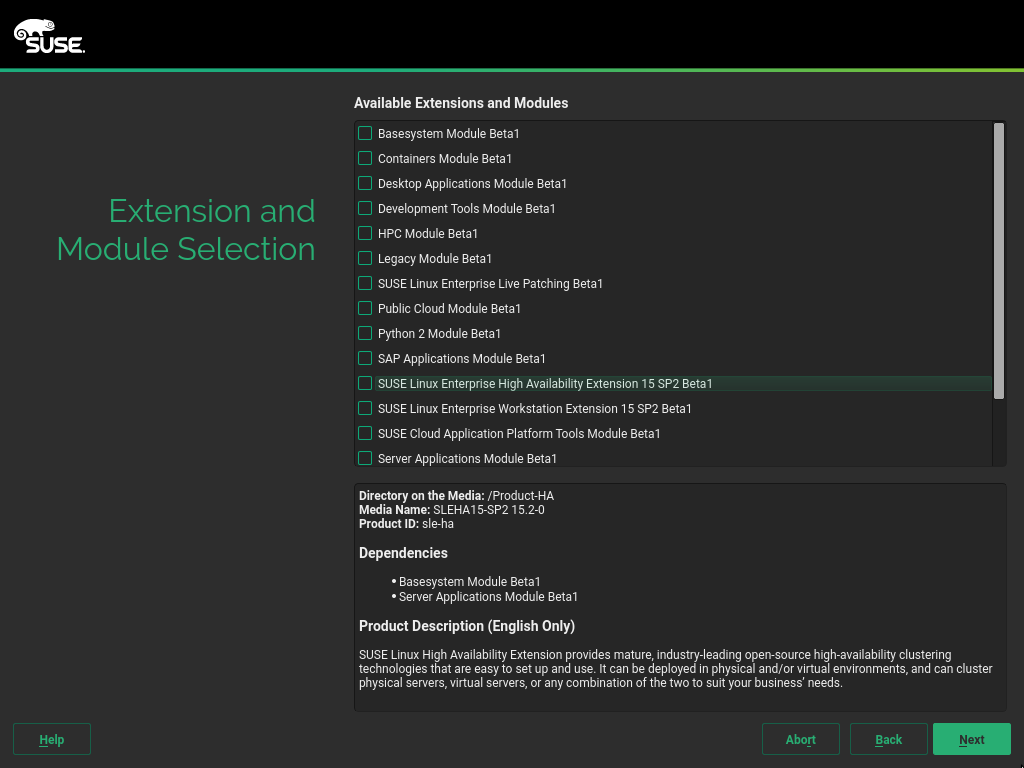 SUSE
Available Extensions and Modules
Basesystem Module Beta1
Containers Module Beta1
Desktop Applications Module Beta1
Development Tools Module Beta1
HPC Module Beta1
Legacy Module Beta1
SUSE Linux Enterprise Live Patching Beta1
Public Cloud Module Beta1
Python 2 Module Beta1
SAP Applications Module Beta1
SUSE Linux Enterprise High Availability Extension 15 SP2 Beta1
SUSE Linux Enterprise Workstation Extension 15 SP2 Beta1
SUSE Cloud Application Platform Tools Module Beta1
Server Applications Module Beta1
Extension and
Module Selection
Directory on the Media: /Product-HA
Media Name: SLEHA15-SP2 15.2-0
Product ID: sle-ha
Dependencies
• Basesystem Module Beta1
• Server Applications Module Beta1
Product Description (English Only)
SUSE Linux High Availability Extension provides mature, industry-leading open-source high-availability clustering
technologies that are easy to set up and use. It can be deployed in physical and/or virtual environments, and can cluster
physical servers, virtual servers, or any combination of the two to suit your business’ needs.
Help
Abort
Back
Next